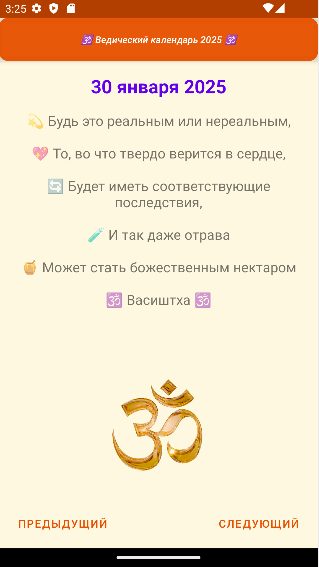 3:25
🕉 Ведический календарь 2025 🕉
30 января 2025
💫 Будь это реальным или нереальным,
💖 То, во что твердо верится в сердце,
🔄 Будет иметь соответствующие
последствия,
🧪 И так даже отрава
🍯 Может стать божественным нектаром
🕉 Васиштха 🕉
ॐ
ПРЕДЫДУЩИЙ
СЛЕДУЮЩИЙ